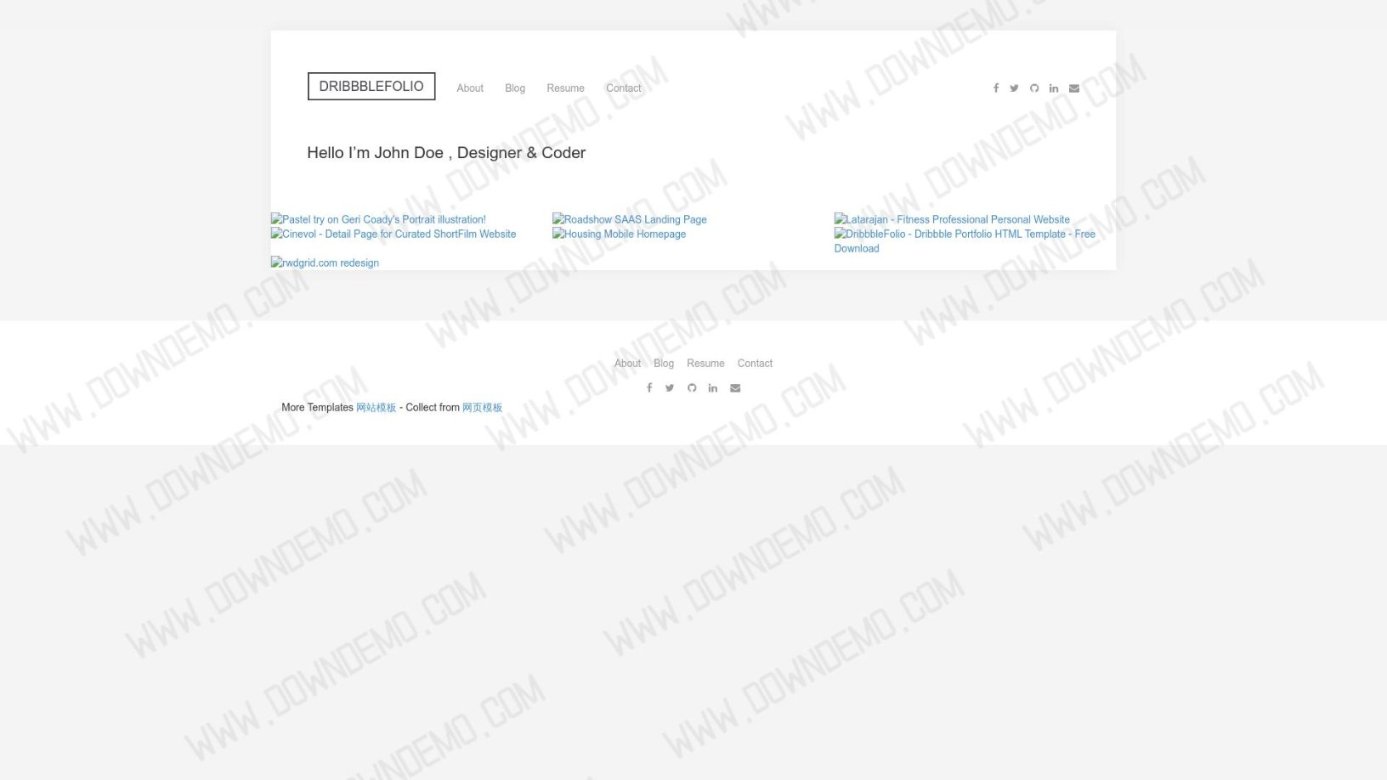 DRIBBBLEFOLIO About Blog Resume Contact
Hello I'm John Doe , Designer & Coder
Pastel try on Geri Coady's Portrait illustration! Roadshow SAAS Landing Page Latarajan - Fitness Professional Personal Website
Cinevol - Detail Page for Curated ShortFilm Website Housing Mobile Homepage DribbbleFolio - Dribbble Portfolio HTML Template - Free
Download
rwdgrid.com redesign
About Blog Resume Contact
More Templates 网站模板 - Collect from 网页模板
WWW.DOWNDEMO.COM